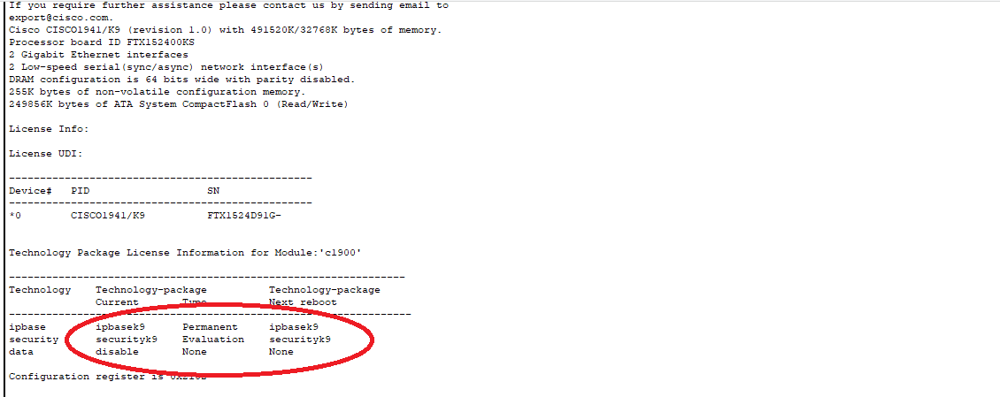 If you require further assistance please contact us by sending email to
export@cisco.com.
Cisco CISCO1941/K9 (revision 1.0) with 491520K/32768K bytes of memory.
Processor board ID FTX152400KS
2 Gigabit Ethernet interfaces
2 Low-speed serial(sync/async) network interface(s)
DRAM configuration is 64 bits wide with parity disabled.
255K bytes of non-volatile configuration memory.
249856K bytes of ATA System CompactFlash 0 (Read/Write)
License Info:
License UDI:
-------------------------------------------------
Device# PID SN
-------------------------------------------------
*0 CISCO1941/K9 FTX1524D91G-
Technology Package License Information for Module:'c1900'
----------------------------------------------------------------
Technology Technology-package Technology-package
Current Type Next reboot
-----------------------------------------------------------------
ipbase ipbasek9 Permanent ipbasek9
security securityk9 Evaluation securityk9
data disable None None
Configuration register is